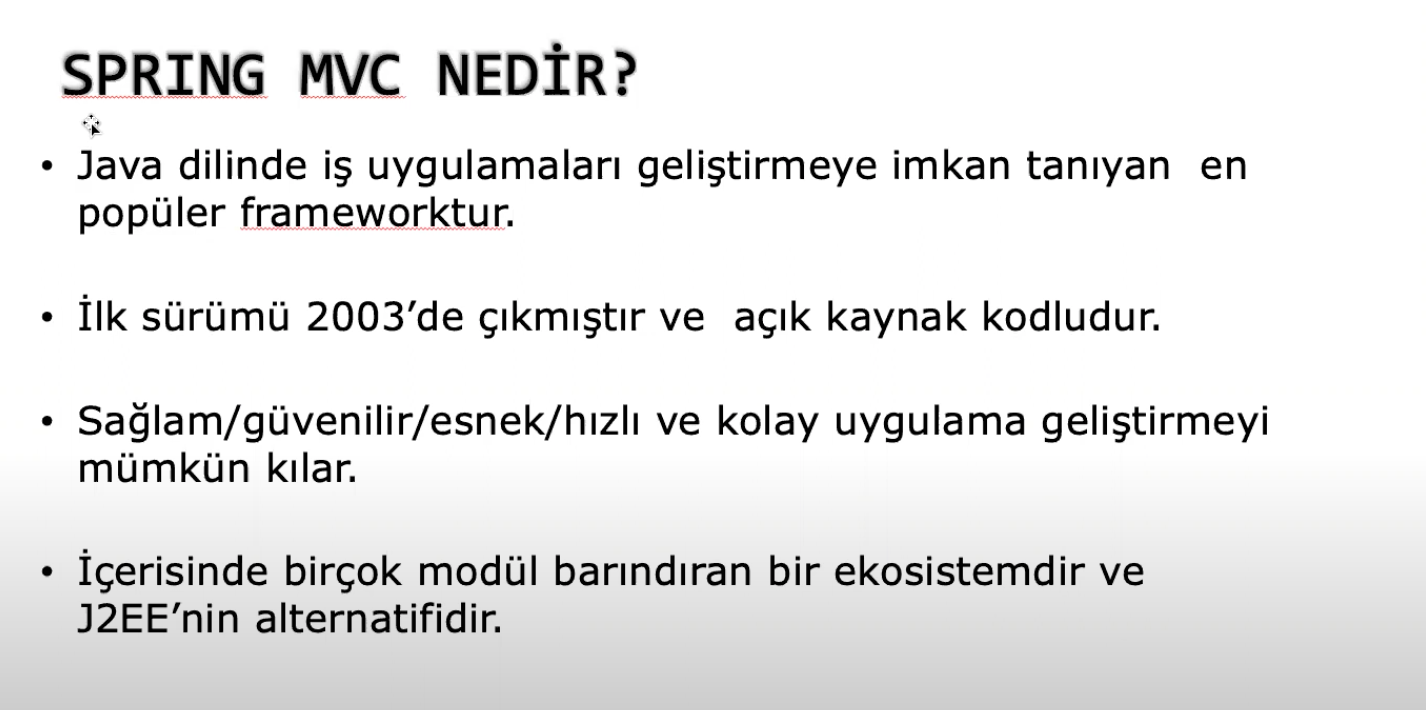 SPRING MVC NEDİR?
• Java dilinde iş uygulamaları geliştirmeye imkan tanıyan  en
popüler frameworktur.
• İlk sürümü 2003’de çıkmıştır ve  açık kaynak kodludur.
• Sağlam/güvenilir/esnek/hızlı ve kolay uygulama geliştirmeyi
mümkün kılar.
• İçerisinde birçok modül barındıran bir ekosistemdir ve
J2EE’nin alternatifidir.